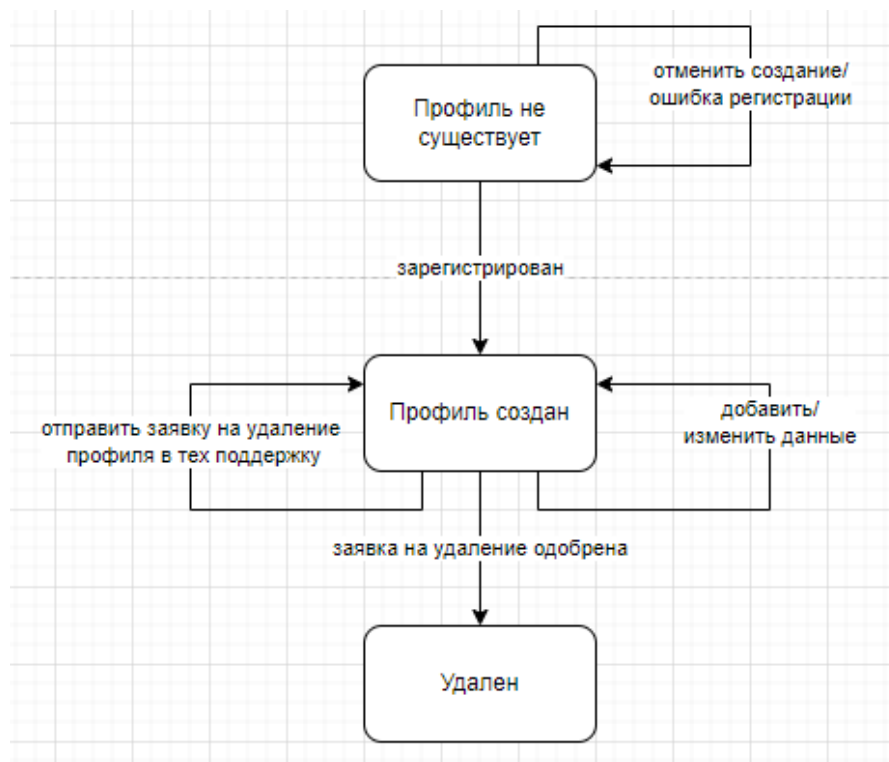 Профиль не
существует
отменить создание/
ошибка регистрации
зарегистрирован
Профиль создан
отправить заявку на удаление
профиля в тех поддержку
добавить/
изменить данные
заявка на удаление одобрена
Удален